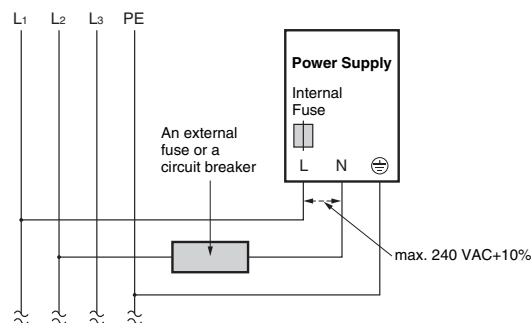 L1 L2 L3 PE
Power Supply
Internal
Fuse
L N
An external
fuse or a
circuit breaker
max. 240 VAC+10%